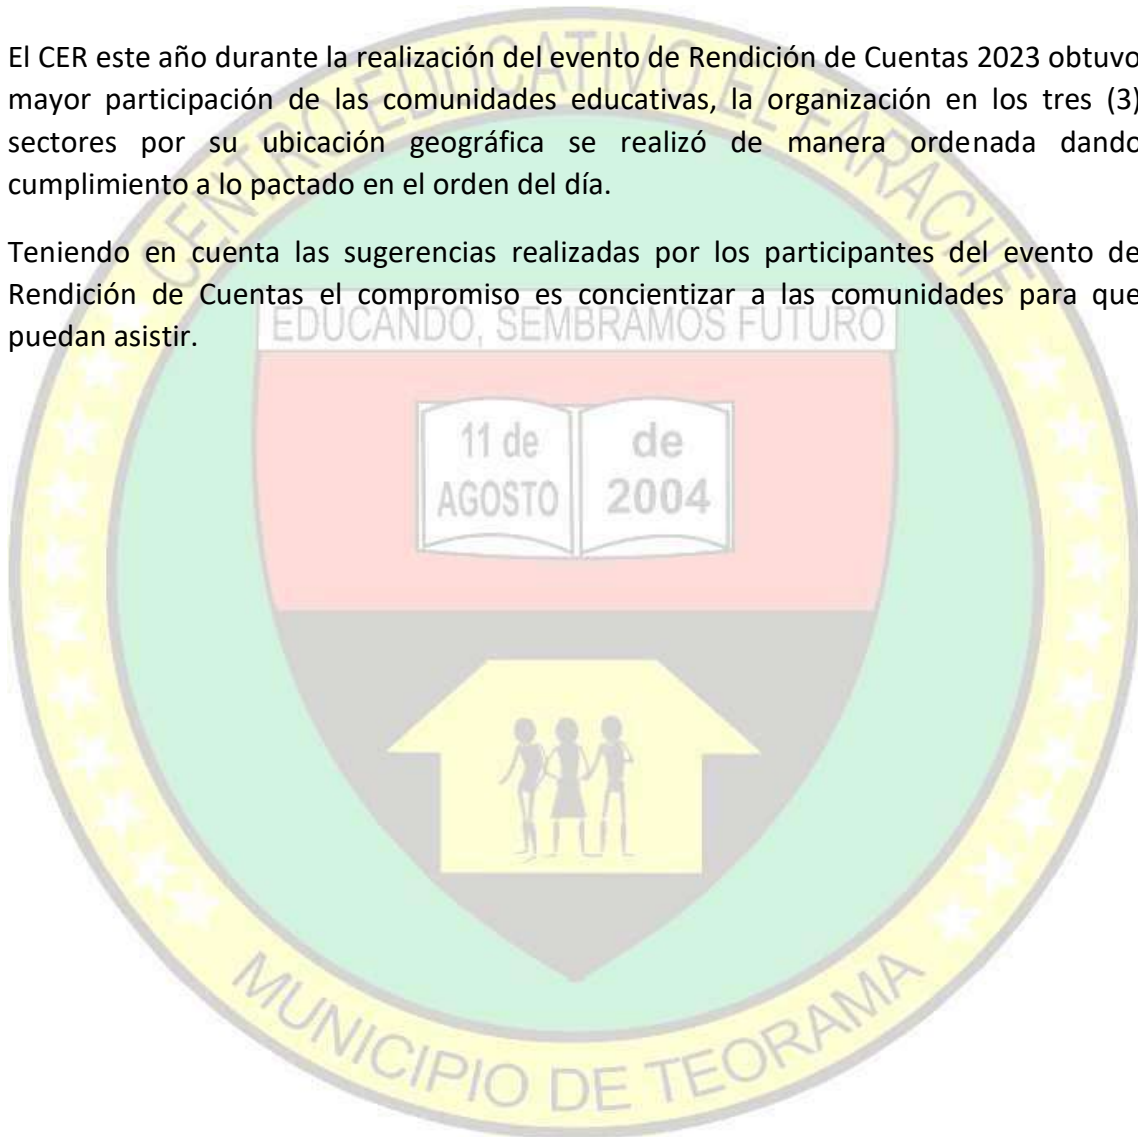 El CER este año durante la realización del evento de Rendición de Cuentas 2023 obtuvo
mayor participación de las comunidades educativas, la organización en los tres (3)
sectores por su ubicación geográfica se realizó de manera ordenada dando
cumplimiento a lo pactado en el orden del día.
Teniendo en cuenta las sugerencias realizadas por los participantes del evento de
Rendición de Cuentas el compromiso es concientizar a las comunidades para que
puedan asistir.
CENTRO EDUCATIVO EL FARACHE
EDUCANDO, SEMBRAMOS FUTURO
11 de
AGOSTO
de
2004
MUNICIPIO DE TEORAMA